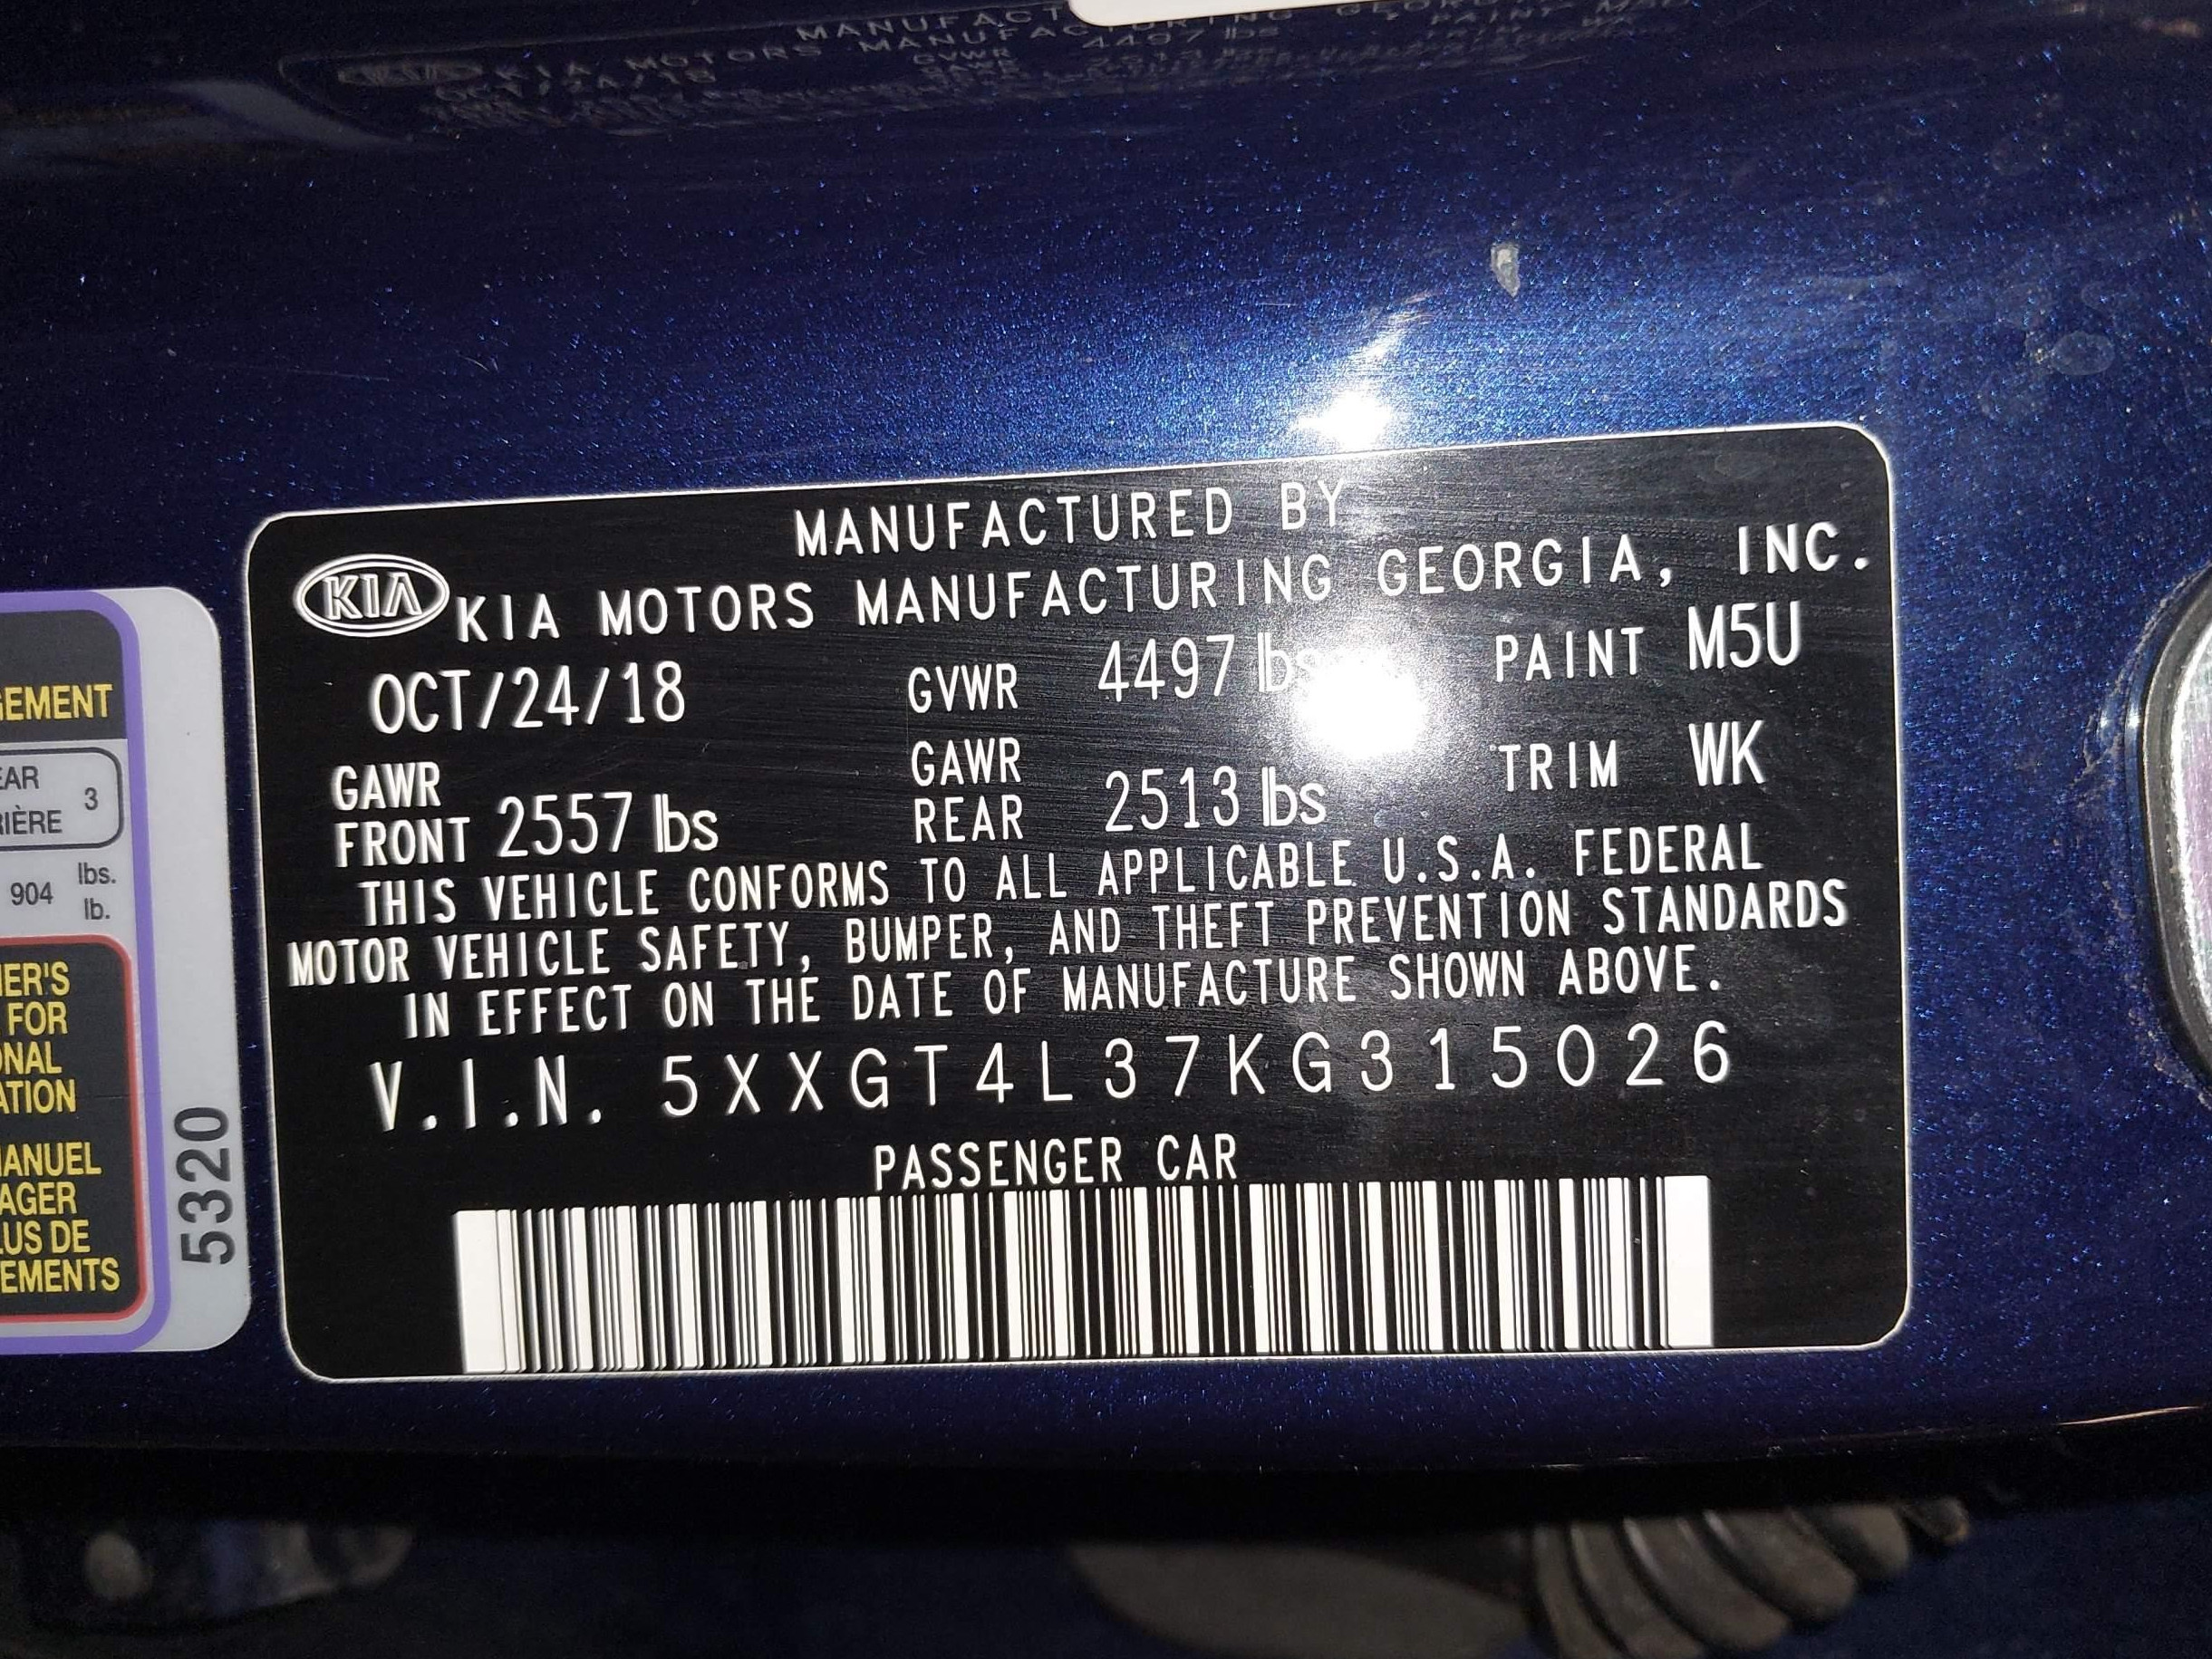 MANUFACTURED BY
KIA KIA MOTORS MANUFACTURING GEORGIA, INC.
OCT/24/18 GVWR 4497 lbs PAINT M5U
GAWR FRONT 2557 lbs GAWR REAR 2513 lbs TRIM WK
THIS VEHICLE CONFORMS TO ALL APPLICABLE U.S.A. FEDERAL
MOTOR VEHICLE SAFETY, BUMPER, AND THEFT PREVENTION STANDARDS
IN EFFECT ON THE DATE OF MANUFACTURE SHOWN ABOVE.
V.I.N. 5XXGT4L37KG315026
PASSENGER CAR
GEMENT
EAR 3
RIÈRE
904 lbs.
lb.
NER'S
FOR
ONAL
ATION
MANUEL
AGER
LUS DE
EMENTS
5320